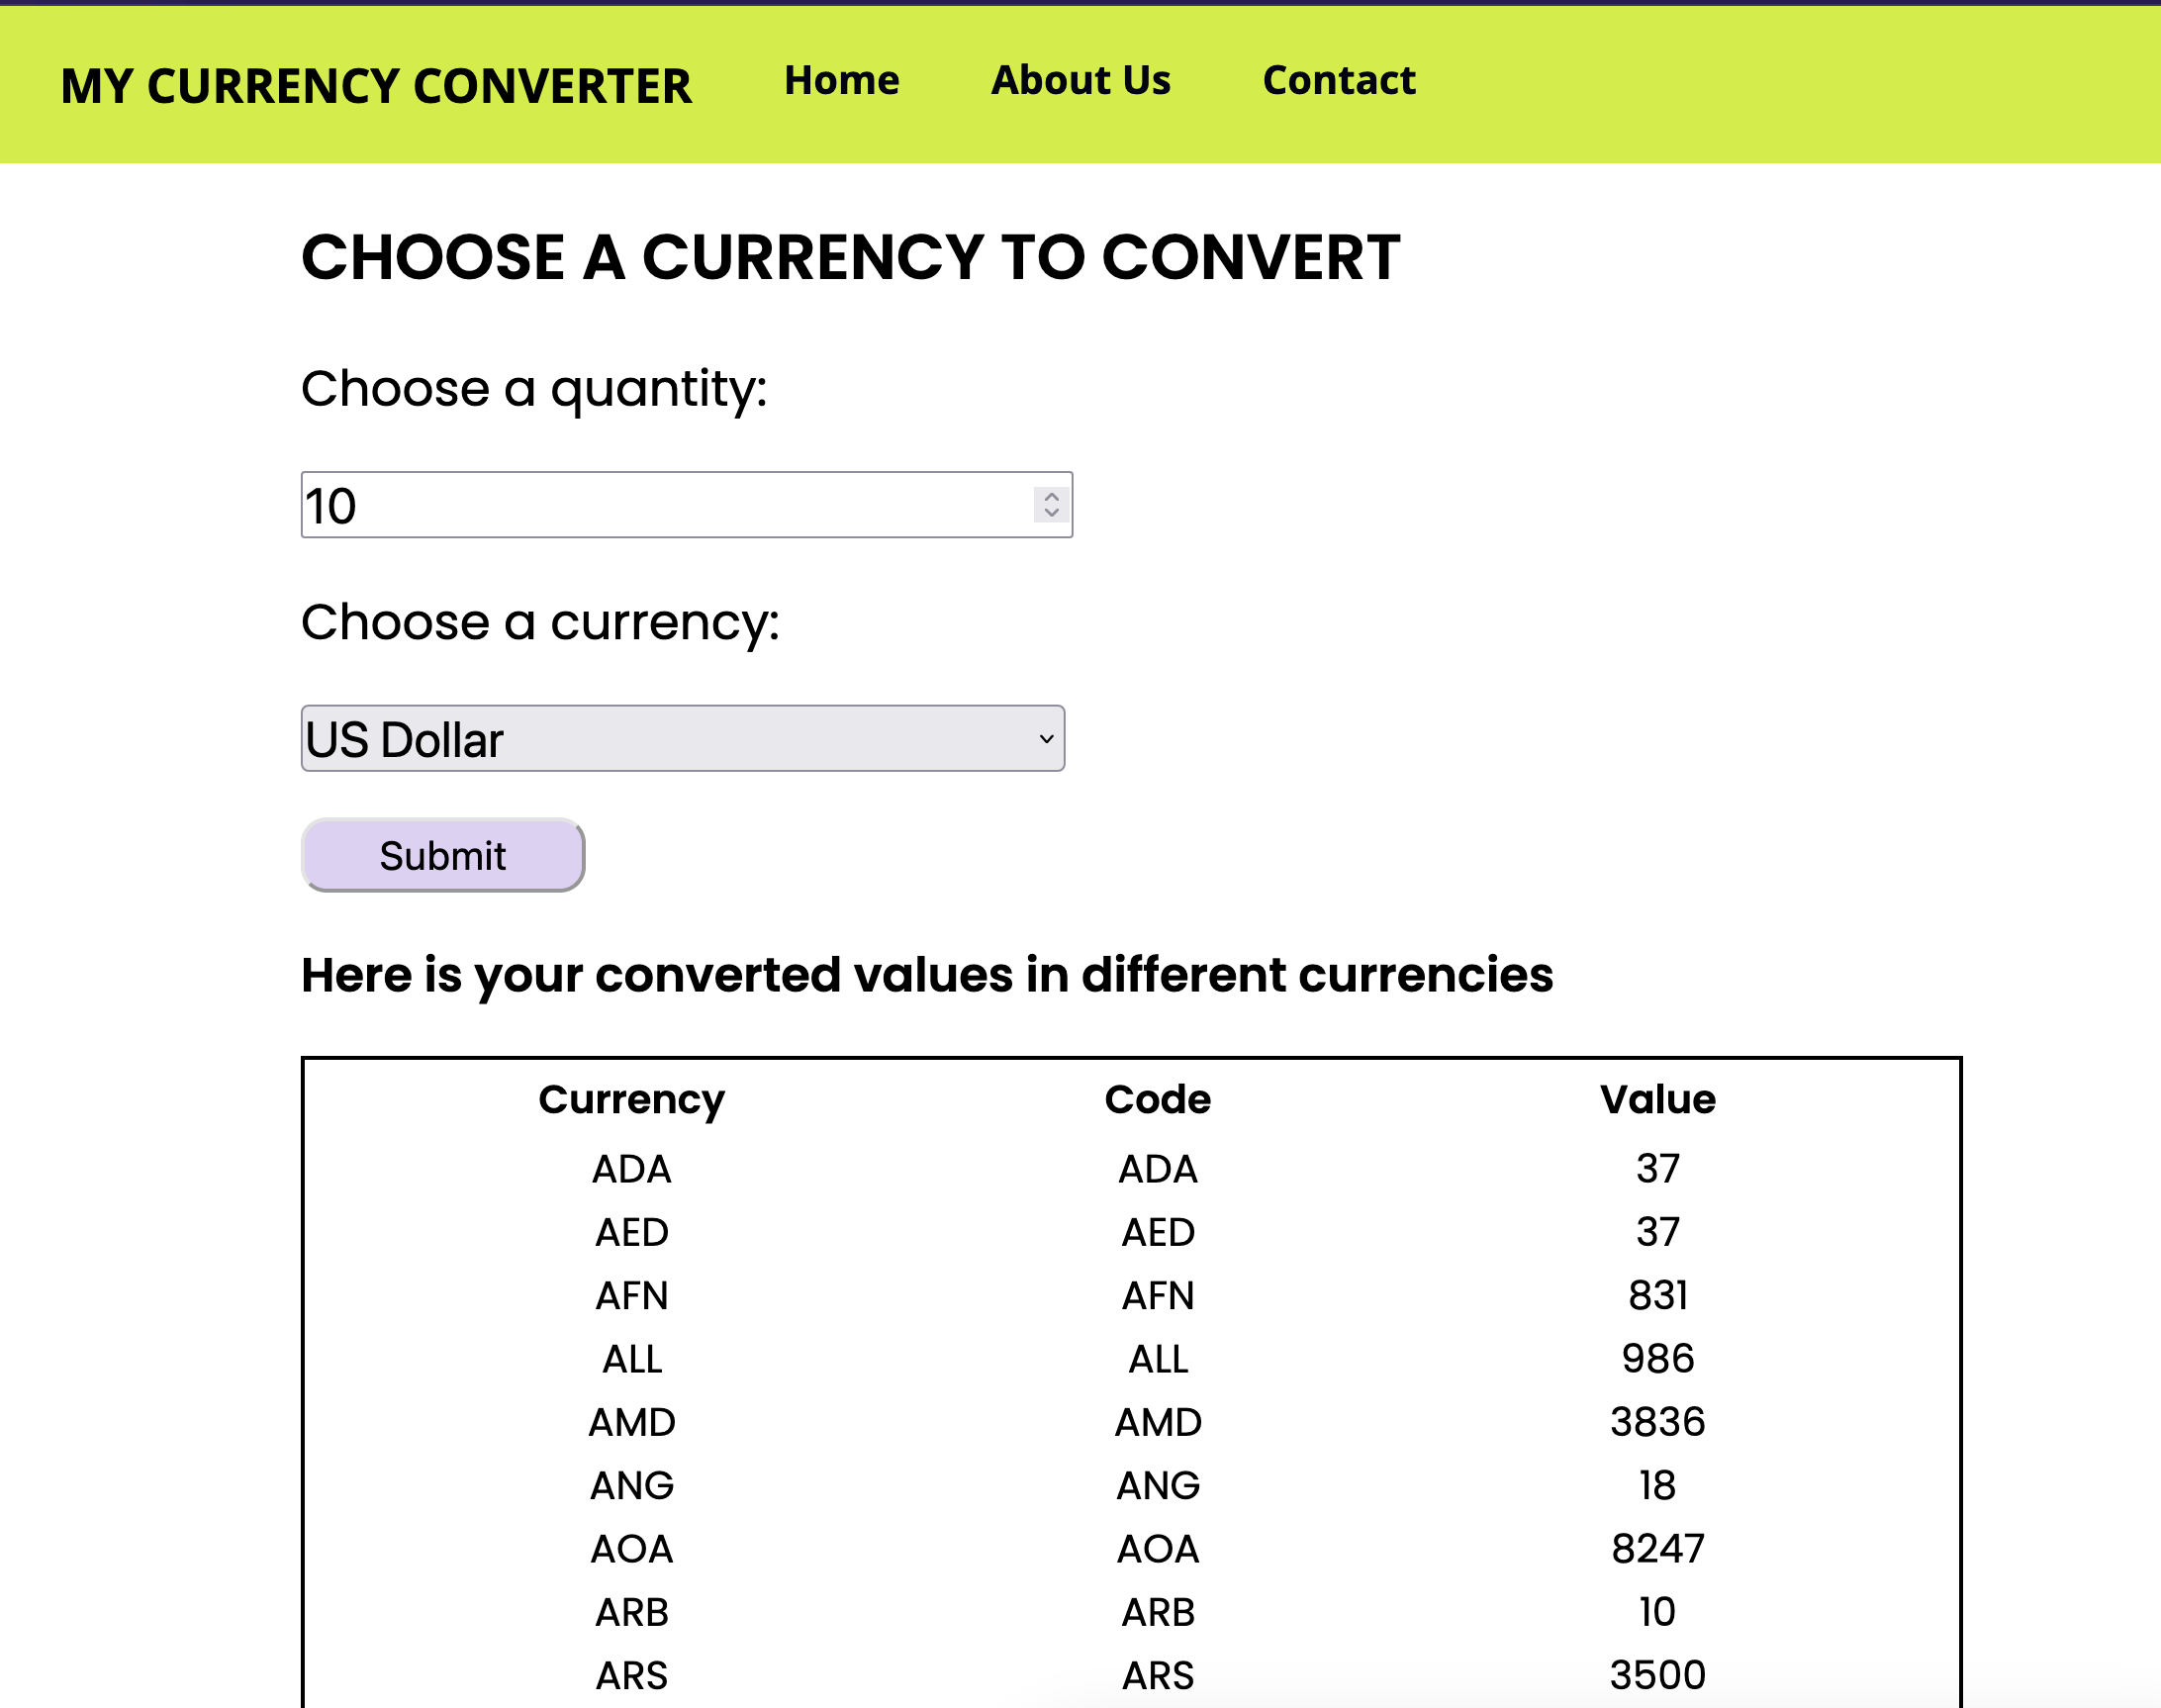 MY CURRENCY CONVERTER Home About Us Contact
CHOOSE A CURRENCY TO CONVERT
Choose a quantity:
10
Choose a currency:
US Dollar
Submit
Here is your converted values in different currencies
Currency Code Value
ADA ADA 37
AED AED 37
AFN AFN 831
ALL ALL 986
AMD AMD 3836
ANG ANG 18
AOA AOA 8247
ARB ARB 10
ARS ARS 3500